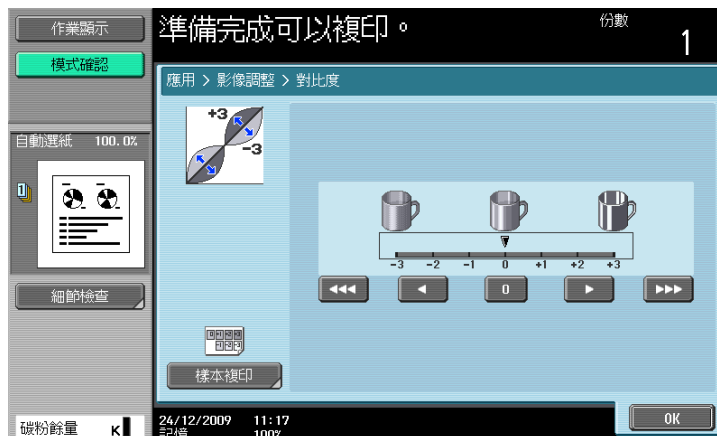 作業顯示
準備完成可以複印。
份數
1
模式確認
應用 > 影像調整 > 對比度
+3
-3
自動選紙 100.0%
1
-3 -2 -1 0 +1 +2 +3
細節檢查
0
樣本複印
24/12/2009 11:17
記憶 100%
OK
碳粉餘量 K